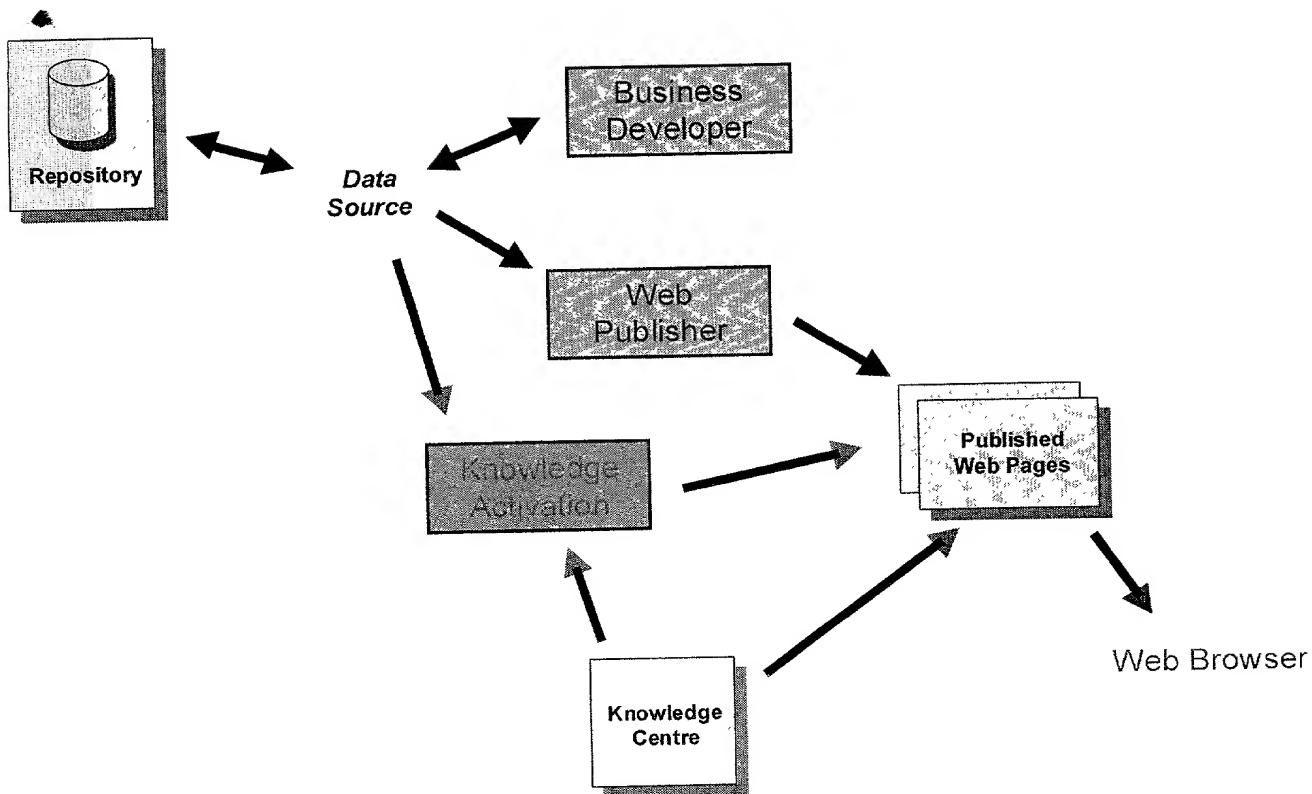 Repository
Data
Source
Business
Developer
Web
Publisher
Knowledge
Activation
Published
Web Pages
Knowledge
Centre
Web Browser